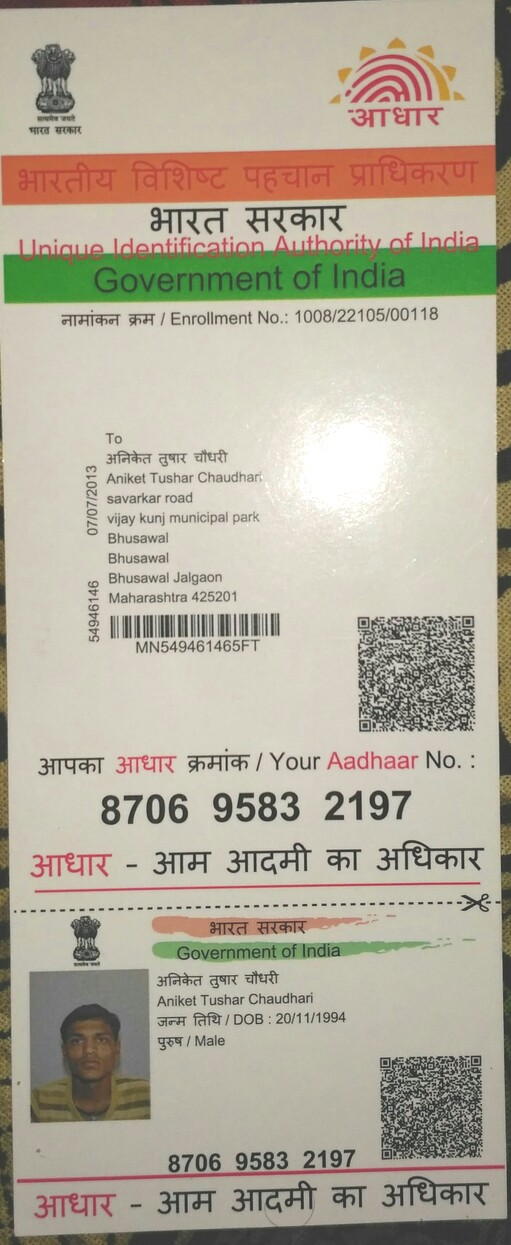 सत्यमेव जयते
भारत सरकार
आधार
भारतीय विशिष्ट पहचान प्राधिकरण
भारत सरकार
Unique Identification Authority of India
Government of India
नामांकन क्रम / Enrollment No.: 1008/22105/00118
To
अनिकेत तुषार चौधरी
Aniket Tushar Chaudhari
savarkar road
vijay kunj municipal park
Bhusawal
Bhusawal
Bhusawal Jalgaon
Maharashtra 425201
07/07/2013
54946146
MN549461465FT
आपका आधार क्रमांक / Your Aadhaar No. :
8706 9583 2197
आधार - आम आदमी का अधिकार
भारत सरकार
Government of India
अनिकेत तुषार चौधरी
Aniket Tushar Chaudhari
जन्म तिथि / DOB : 20/11/1994
पुरुष / Male
8706 9583 2197
आधार - आम आदमी का अधिकार